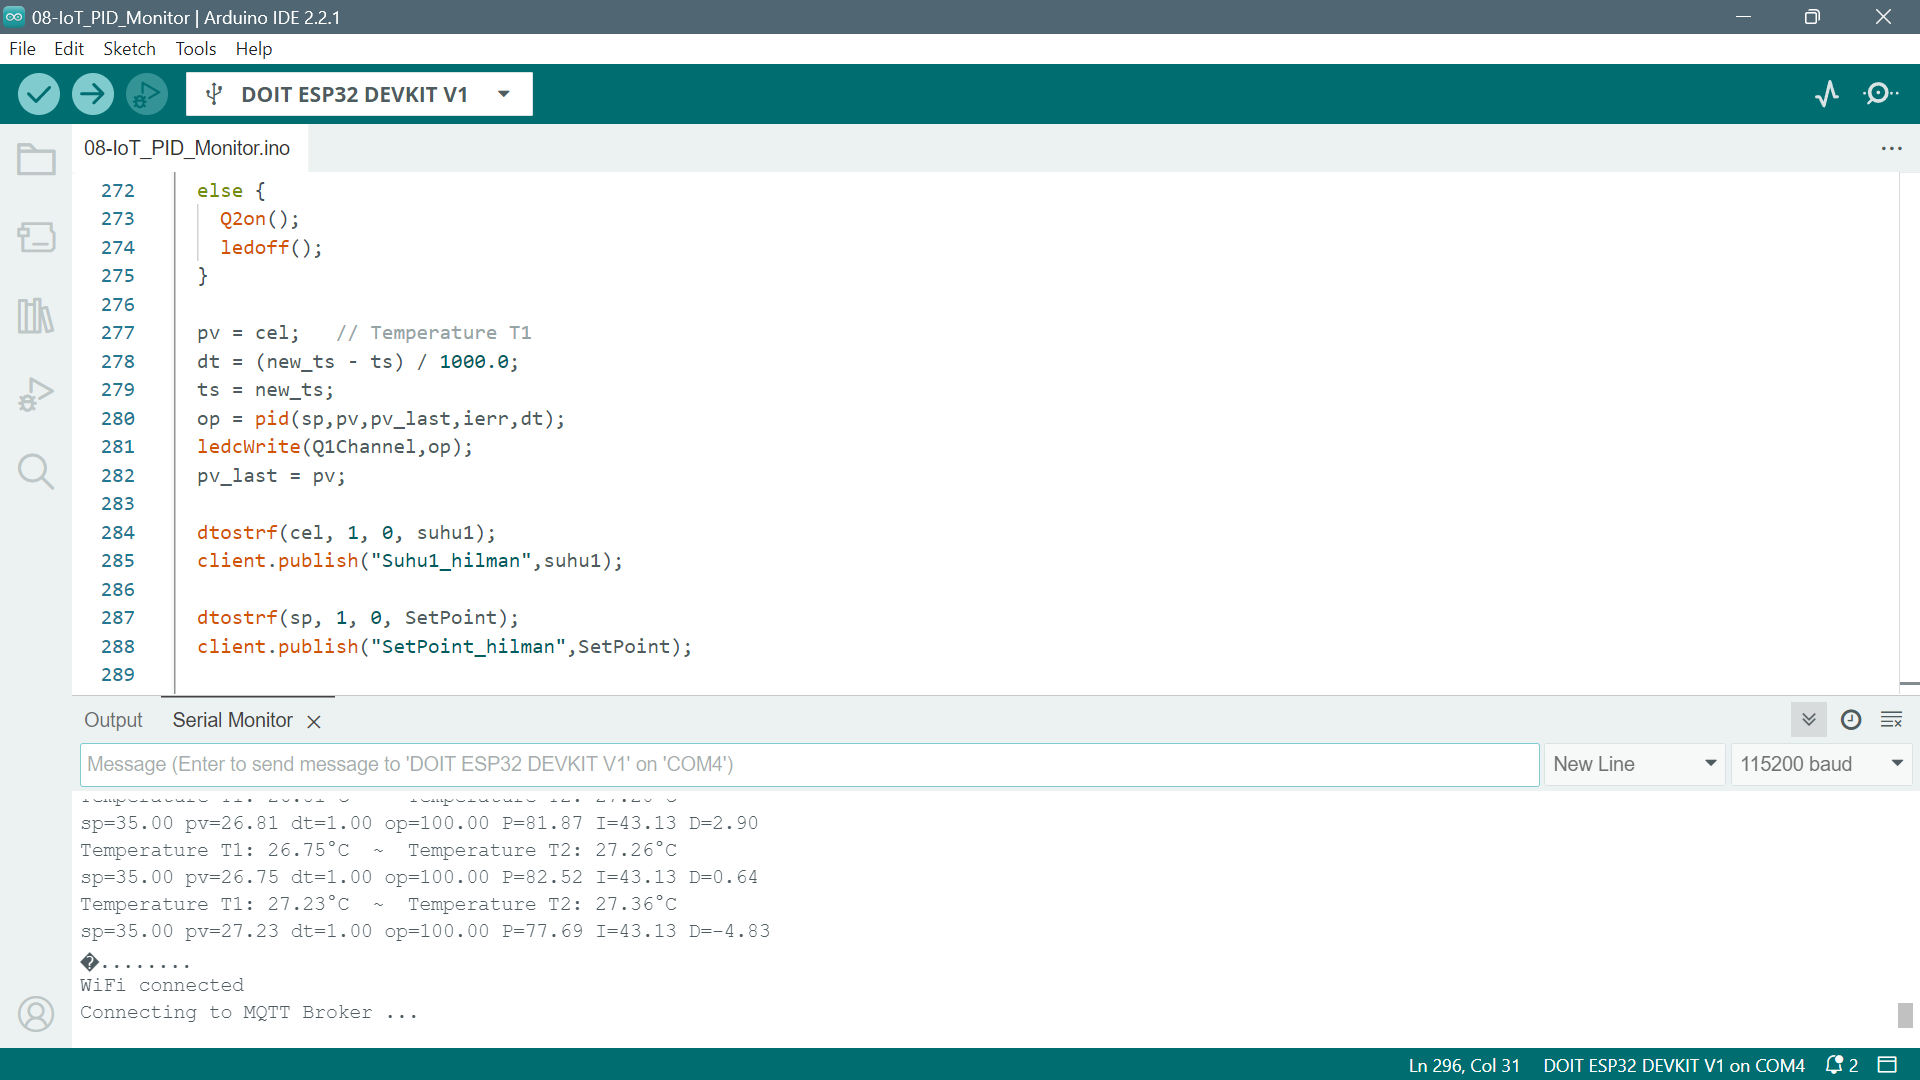 08-IoT_PID_Monitor | Arduino IDE 2.2.1
File Edit Sketch Tools Help
DOIT ESP32 DEVKIT V1
08-IoT_PID_Monitor.ino
272 else {
273 Q2on();
274 ledoff();
275 }
276
277 pv = cel; // Temperature T1
278 dt = (new_ts - ts) / 1000.0;
279 ts = new_ts;
280 op = pid(sp,pv,pv_last,ierr,dt);
281 ledcWrite(Q1Channel,op);
282 pv_last = pv;
283
284 dtostrf(cel, 1, 0, suhu1);
285 client.publish("Suhu1_hilman",suhu1);
286
287 dtostrf(sp, 1, 0, SetPoint);
288 client.publish("SetPoint_hilman",SetPoint);
289
Output Serial Monitor
Message (Enter to send message to 'DOIT ESP32 DEVKIT V1' on 'COM4') New Line 115200 baud
sp=35.00 pv=26.81 dt=1.00 op=100.00 P=81.87 I=43.13 D=2.90
Temperature T1: 26.75°C ~ Temperature T2: 27.26°C
sp=35.00 pv=26.75 dt=1.00 op=100.00 P=82.52 I=43.13 D=0.64
Temperature T1: 27.23°C ~ Temperature T2: 27.36°C
sp=35.00 pv=27.23 dt=1.00 op=100.00 P=77.69 I=43.13 D=-4.83
�........
WiFi connected
Connecting to MQTT Broker ...
Ln 296, Col 31 DOIT ESP32 DEVKIT V1 on COM4 2